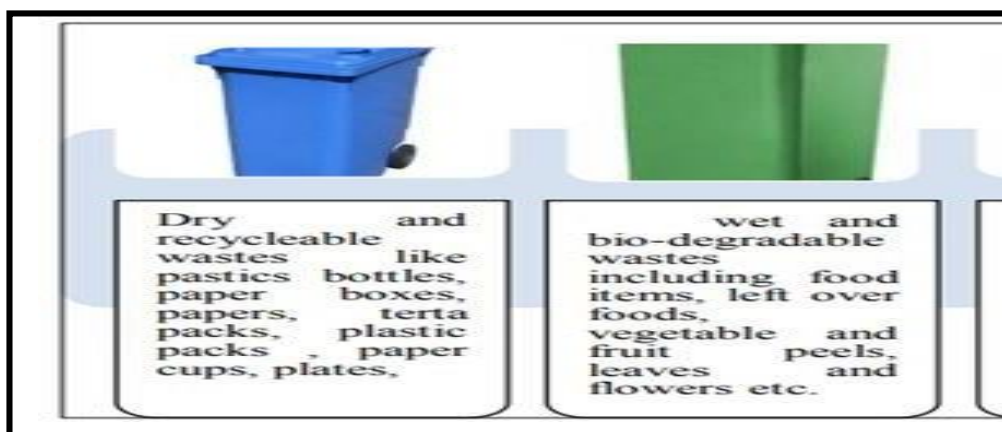 Dry and
recycleable
wastes like
pastics bottles,
paper boxes,
papers, terta
packs, plastic
packs , paper
cups, plates,
wet and
bio-degradable
wastes
including food
items, left over
foods,
vegetable and
fruit peels,
leaves and
flowers etc.